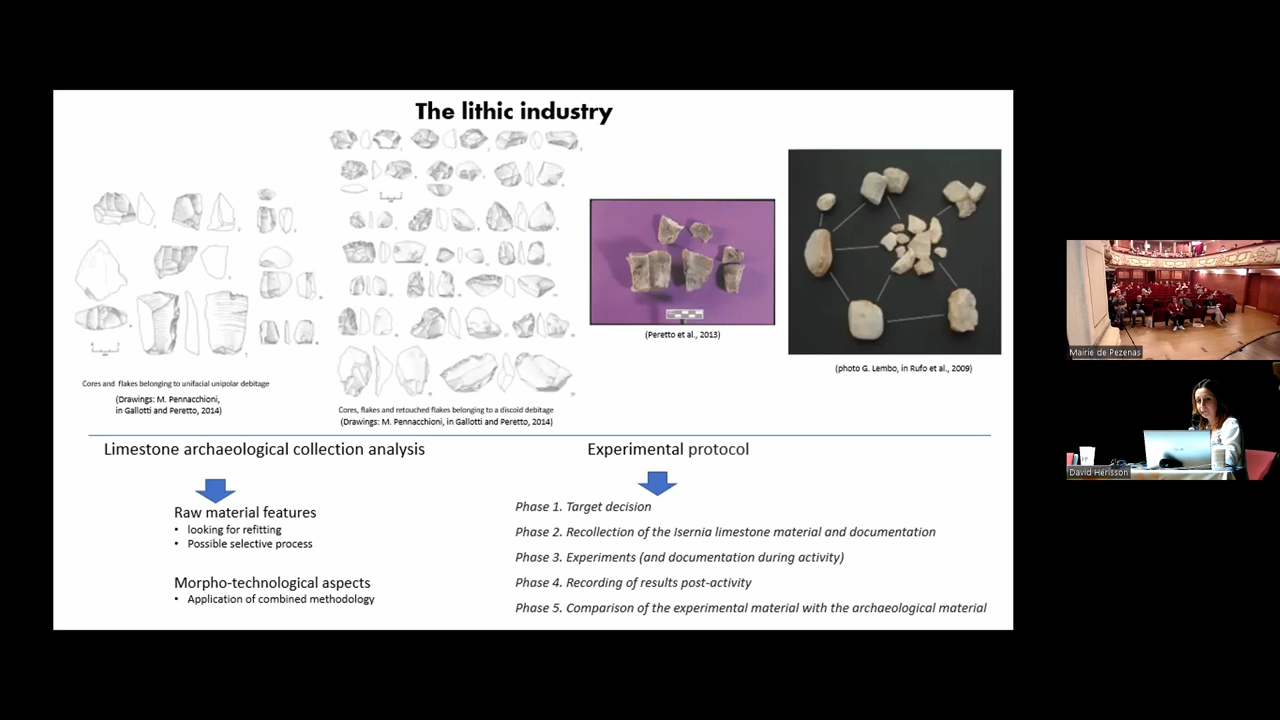 The lithic industry
Cores and flakes belonging to unifacial unipolar debitage
(Drawings: M. Pennacchioni,
in Gallotti and Peretto, 2014)
Cores, flakes and retouched flakes belonging to a discoid debitage
(Drawings: M. Pennacchioni, in Gallotti and Peretto, 2014)
(Peretto et al., 2013)
(photo G. Lembo, in Rufo et al., 2009)
Limestone archaeological collection analysis
Raw material features
• looking for refitting
• Possible selective process
Morpho-technological aspects
• Application of combined methodology
Experimental protocol
Phase 1. Target decision
Phase 2. Recollection of the Isernia limestone material and documentation
Phase 3. Experiments (and documentation during activity)
Phase 4. Recording of results post-activity
Phase 5. Comparison of the experimental material with the archaeological material
Mairie de Pezenas
David Hérisson